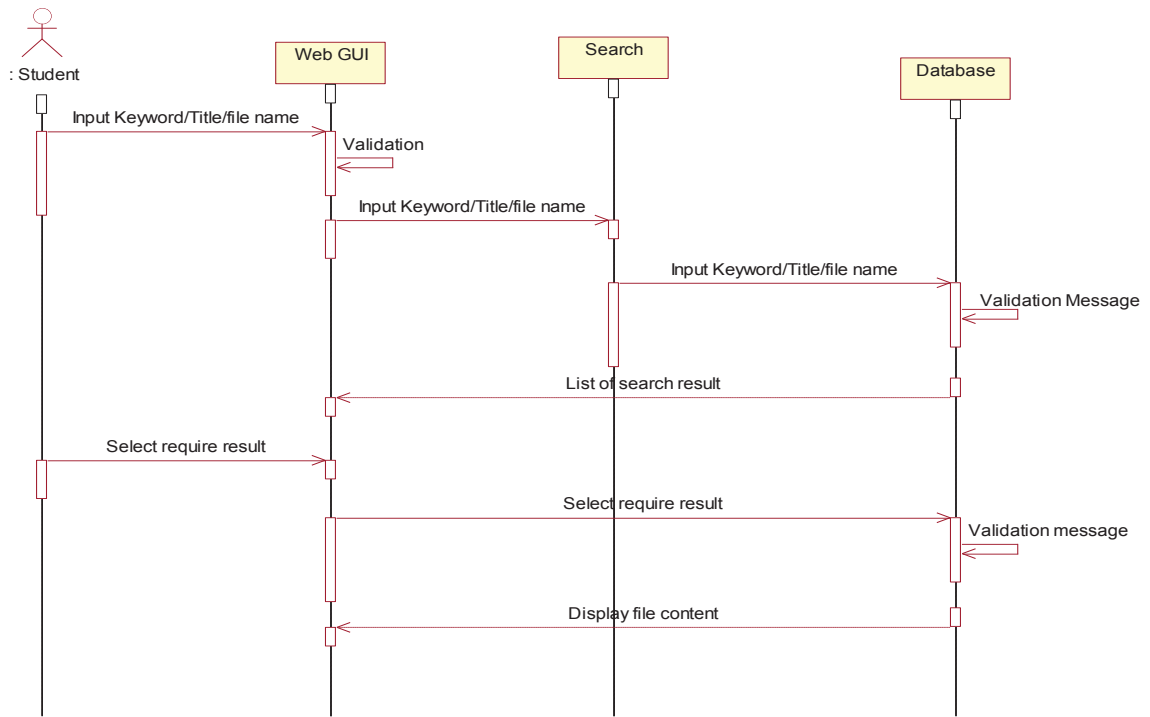 : Student
Web GUI
Search
Database
Input Keyword/Title/file name
Validation
Input Keyword/Title/file name
Input Keyword/Title/file name
Validation Message
List of search result
Select require result
Select require result
Validation message
Display file content